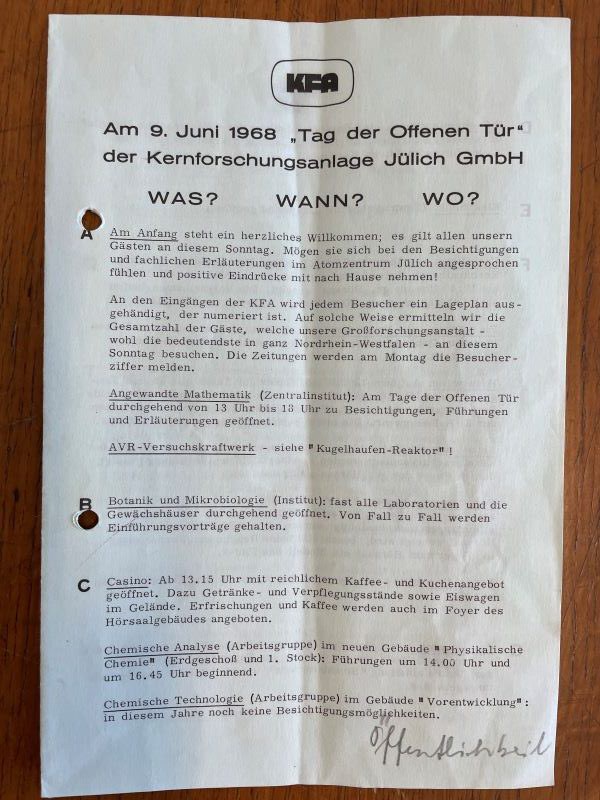 KFA
Am 9. Juni 1968 „Tag der Offenen Tür“
der Kernforschungsanlage Jülich GmbH
WAS? WANN? WO?
A Am Anfang steht ein herzliches Willkommen; es gilt allen unsern
Gästen an diesem Sonntag. Mögen sie sich bei den Besichtigungen
und fachlichen Erläuterungen im Atomzentrum Jülich angesprochen
fühlen und positive Eindrücke mit nach Hause nehmen!
An den Eingängen der KFA wird jedem Besucher ein Lageplan aus-
gehändigt, der numeriert ist. Auf solche Weise ermitteln wir die
Gesamtzahl der Gäste, welche unsere Großforschungsanstalt -
wohl die bedeutendste in ganz Nordrhein-Westfalen - an diesem
Sonntag besuchen. Die Zeitungen werden am Montag die Besucher-
ziffer melden.
Angewandte Mathematik (Zentralinstitut): Am Tage der Offenen Tür
durchgehend von 13 Uhr bis 18 Uhr zu Besichtigungen, Führungen
und Erläuterungen geöffnet.
AVR-Versuchskraftwerk - siehe "Kugelhaufen-Reaktor"!
B Botanik und Mikrobiologie (Institut): fast alle Laboratorien und die
Gewächshäuser durchgehend geöffnet. Von Fall zu Fall werden
Einführungsvorträge gehalten.
C Casino: Ab 13.15 Uhr mit reichlichem Kaffee- und Kuchenangebot
geöffnet. Dazu Getränke- und Verpflegungsstände sowie Eiswagen
im Gelände. Erfrischungen und Kaffee werden auch im Foyer des
Hörsaalgebäudes angeboten.
Chemische Analyse (Arbeitsgruppe) im neuen Gebäude "Physikalische
Chemie" (Erdgeschoß und 1. Stock): Führungen um 14.00 Uhr und
um 16.45 Uhr beginnend.
Chemische Technologie (Arbeitsgruppe) im Gebäude "Vorentwicklung":
in diesem Jahre noch keine Besichtigungsmöglichkeiten.
Öffentlichkeil